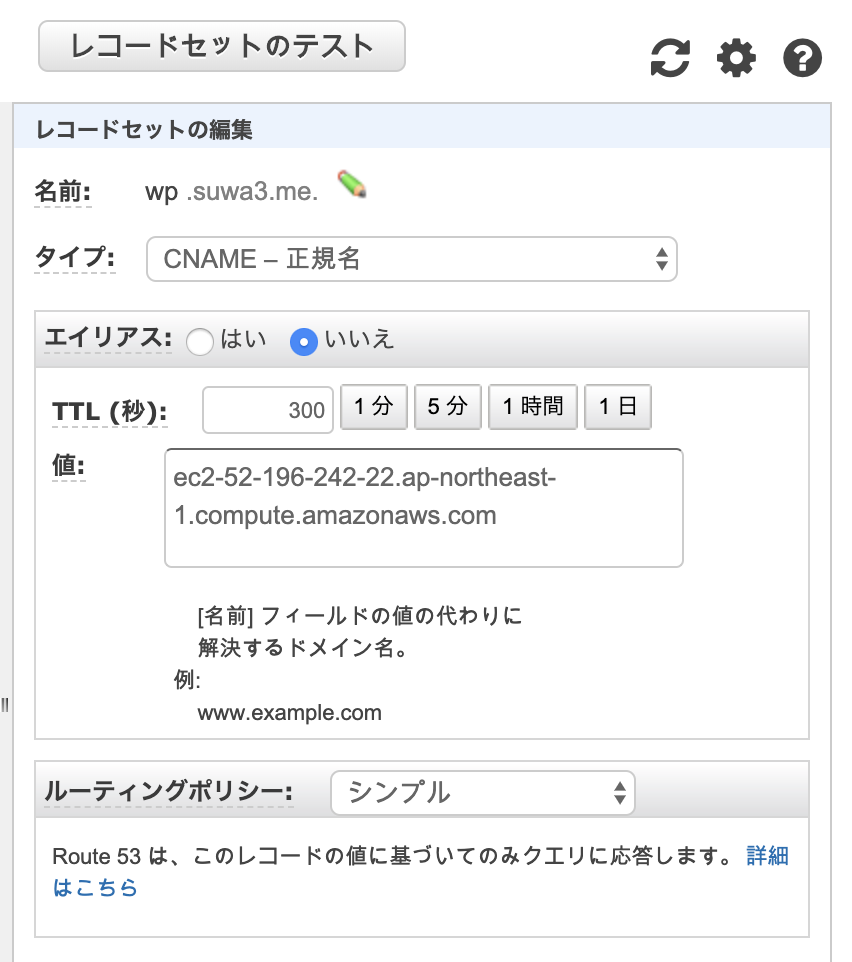 レコードセットのテスト
レコードセットの編集
名前: wp .suwa3.me.
タイプ: CNAME – 正規名
エイリアス: はい いいえ
TTL (秒): 300 1 分 5 分 1 時間 1 日
値: ec2-52-196-242-22.ap-northeast-
1.compute.amazonaws.com
[名前] フィールドの値の代わりに
解決するドメイン名。
例:
www.example.com
ルーティングポリシー: シンプル
Route 53 は、このレコードの値に基づいてのみクエリに応答します。 詳細
はこちら